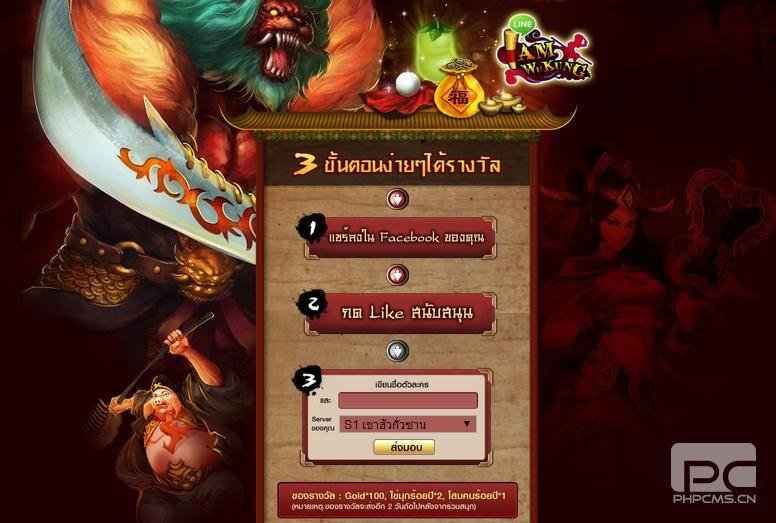 LINE
I AM
WUKUNG
福
3 ขั้นตอนง่ายๆได้รางวัล
1 แชร์ลงใน Facebook ของคุณ
2 กด Like สนับสนุน
3
เขียนชื่อตัวละคร
และ
Server
ของคุณ
S1 เขาฮัวกัวซาน
ส่งมอบ
ของรางวัล : Gold*100, ไข่มุกร้อยปี*2, โสมคนร้อยปี*1
(หมายเหตุ:ของรางวัลจะส่งอีก 2 วันถัดไปหลังจากร่วมสนุก)
PC
PHPCMS.CN